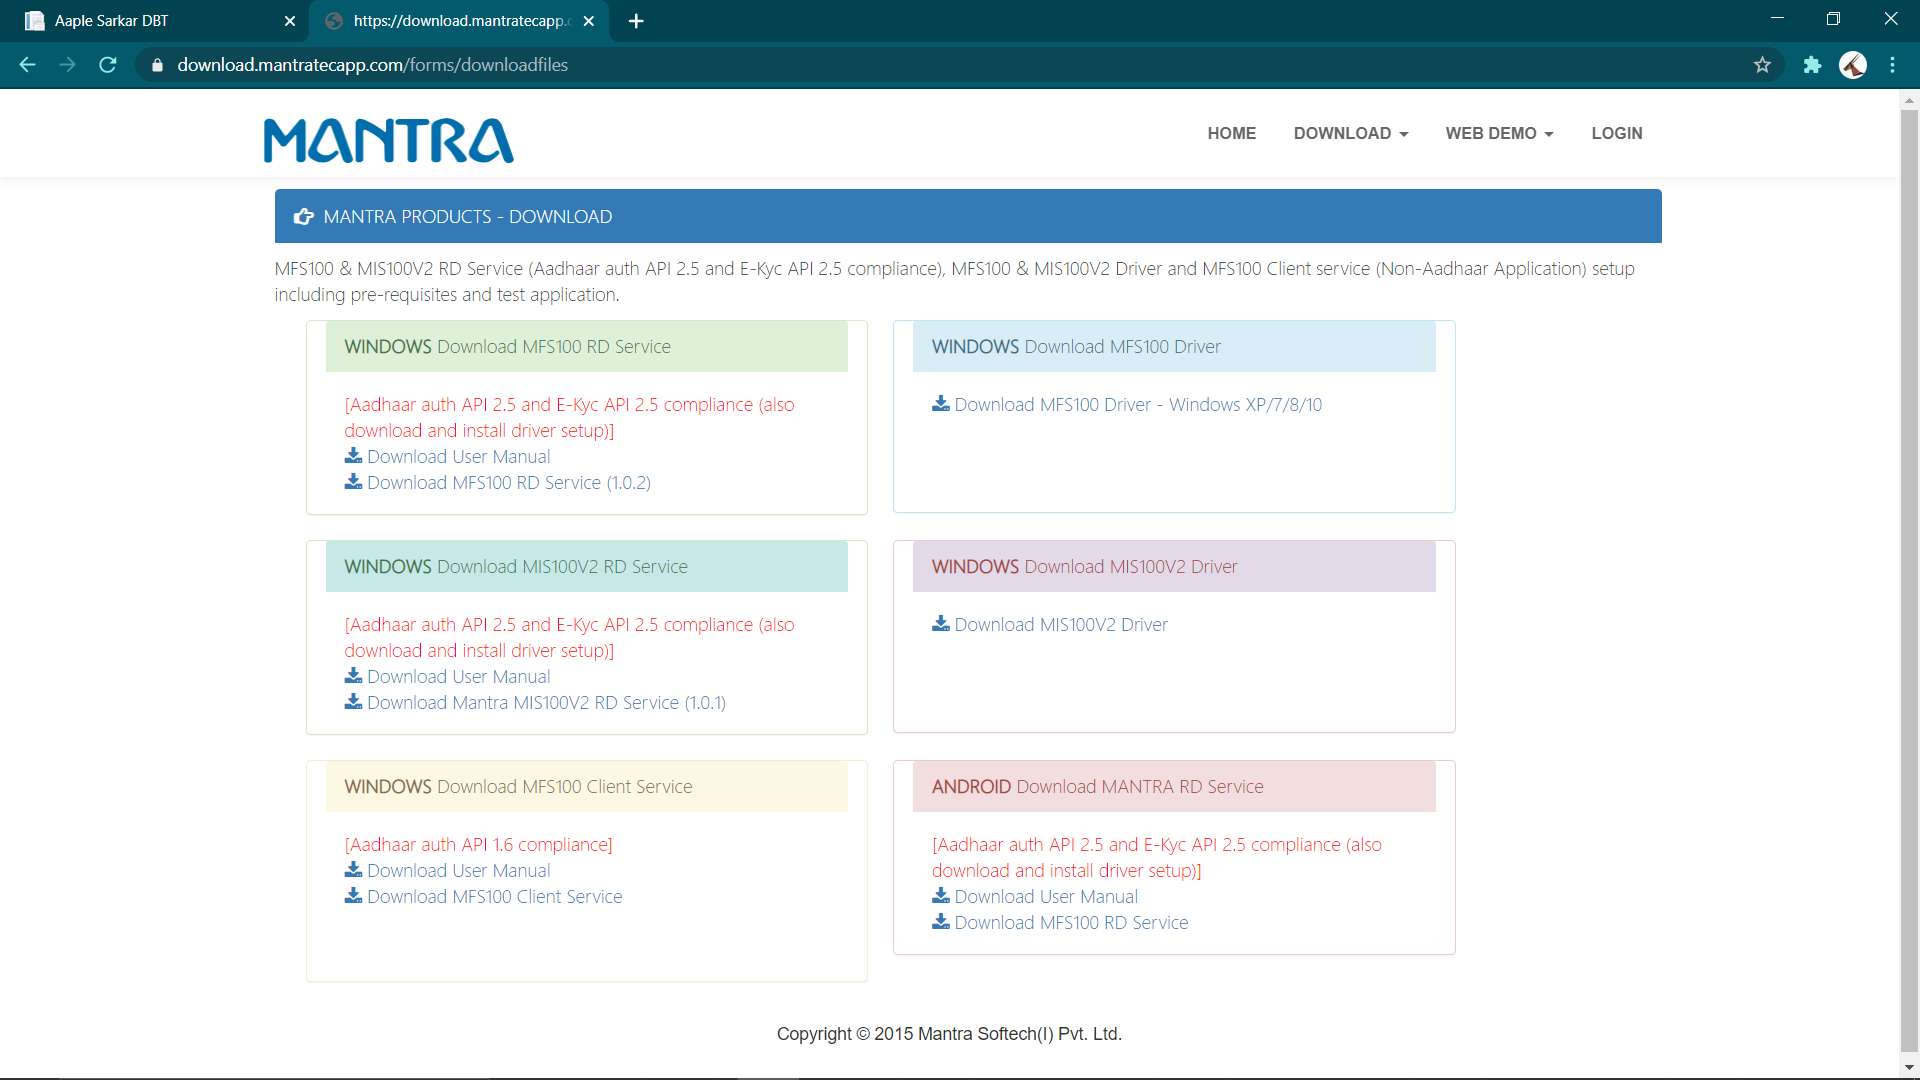 Aaple Sarkar DBT
https://download.mantratecapp.c
download.mantratecapp.com/forms/downloadfiles
MANTRA
HOME
DOWNLOAD
WEB DEMO
LOGIN
MANTRA PRODUCTS - DOWNLOAD
MFS100 & MIS100V2 RD Service (Aadhaar auth API 2.5 and E-Kyc API 2.5 compliance), MFS100 & MIS100V2 Driver and MFS100 Client service (Non-Aadhaar Application) setup
including pre-requisites and test application.
WINDOWS Download MFS100 RD Service
[Aadhaar auth API 2.5 and E-Kyc API 2.5 compliance (also
download and install driver setup)]
Download User Manual
Download MFS100 RD Service (1.0.2)
WINDOWS Download MFS100 Driver
Download MFS100 Driver - Windows XP/7/8/10
WINDOWS Download MIS100V2 RD Service
[Aadhaar auth API 2.5 and E-Kyc API 2.5 compliance (also
download and install driver setup)]
Download User Manual
Download Mantra MIS100V2 RD Service (1.0.1)
WINDOWS Download MIS100V2 Driver
Download MIS100V2 Driver
WINDOWS Download MFS100 Client Service
[Aadhaar auth API 1.6 compliance]
Download User Manual
Download MFS100 Client Service
ANDROID Download MANTRA RD Service
[Aadhaar auth API 2.5 and E-Kyc API 2.5 compliance (also
download and install driver setup)]
Download User Manual
Download MFS100 RD Service
Copyright © 2015 Mantra Softech(I) Pvt. Ltd.